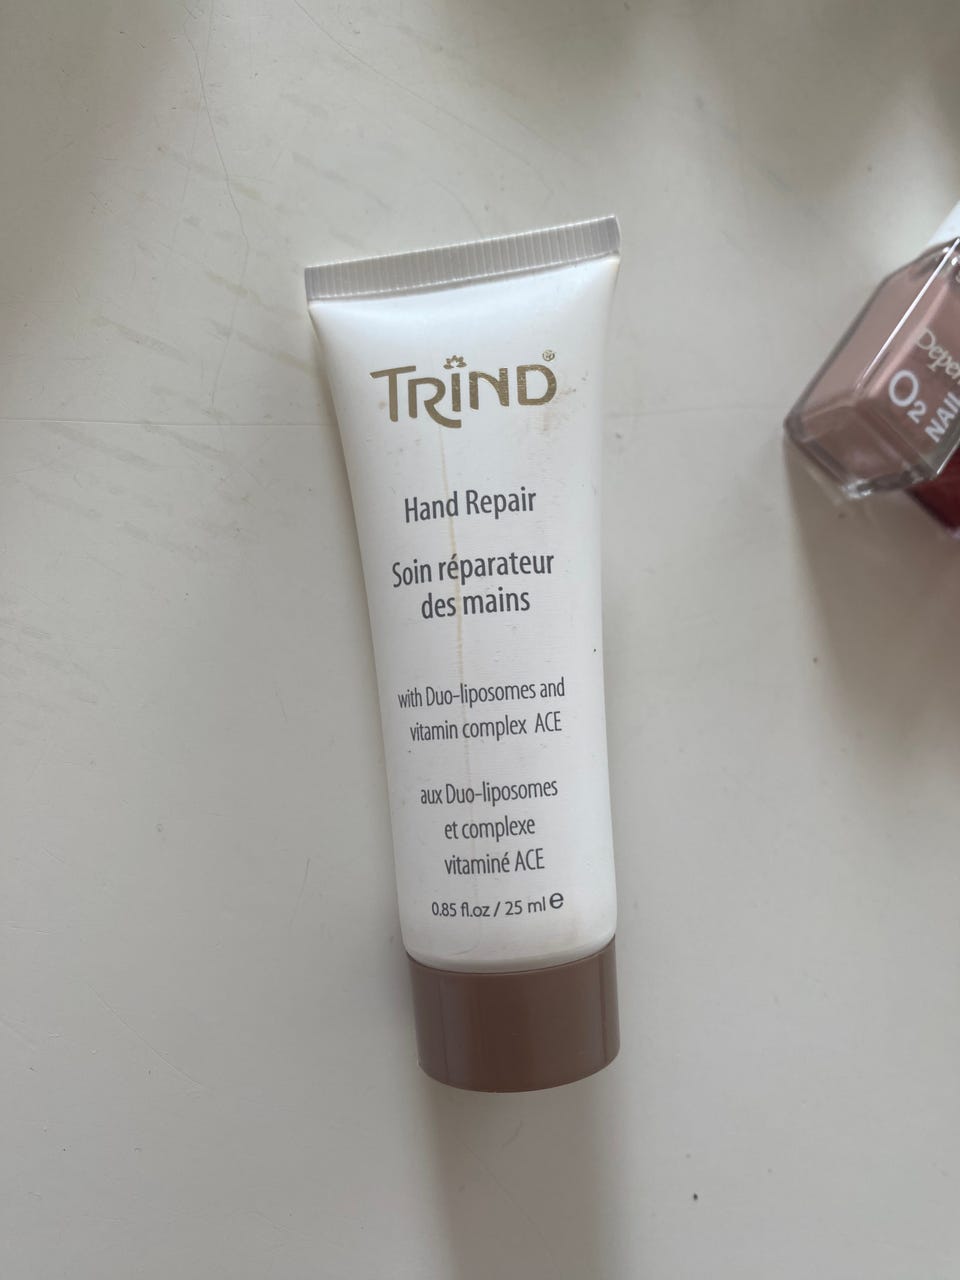 TRIND®
Hand Repair
Soin réparateur
des mains
with Duo-liposomes and
vitamin complex ACE
aux Duo-liposomes
et complexe
vitaminé ACE
0.85 fl.oz / 25 ml e
O2
NAIL